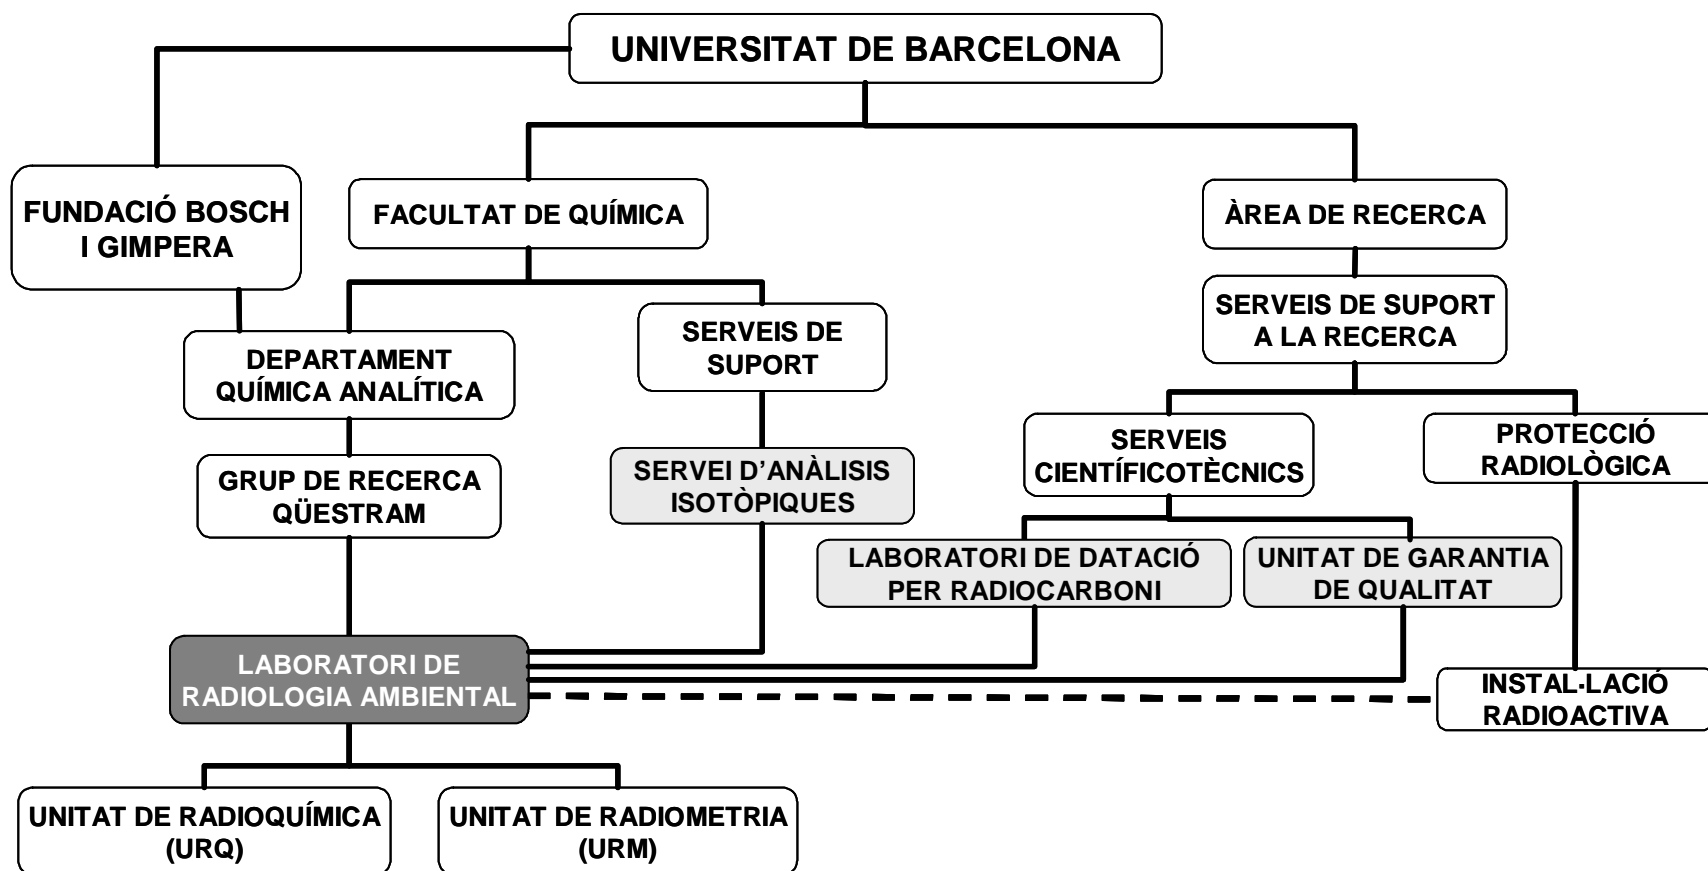 UNIVERSITAT DE BARCELONA
FUNDACIÓ BOSCH
I GIMPERA
FACULTAT DE QUÍMICA
ÀREA DE RECERCA
SERVEIS DE SUPORT
A LA RECERCA
SERVEIS DE
SUPORT
DEPARTAMENT
QUÍMICA ANALÍTICA
SERVEIS
CIENTÍFICOTÈCNICS
PROTECCIÓ
RADIOLÒGICA
SERVEI D'ANÀLISIS
ISOTÒPIQUES
GRUP DE RECERCA
QÜESTRAM
LABORATORI DE DATACIÓ
PER RADIOCARBONI
UNITAT DE GARANTIA
DE QUALITAT
LABORATORI DE
RADIOLOGIA AMBIENTAL
INSTAL·LACIÓ
RADIOACTIVA
UNITAT DE RADIOQUÍMICA
(URQ)
UNITAT DE RADIOMETRIA
(URM)